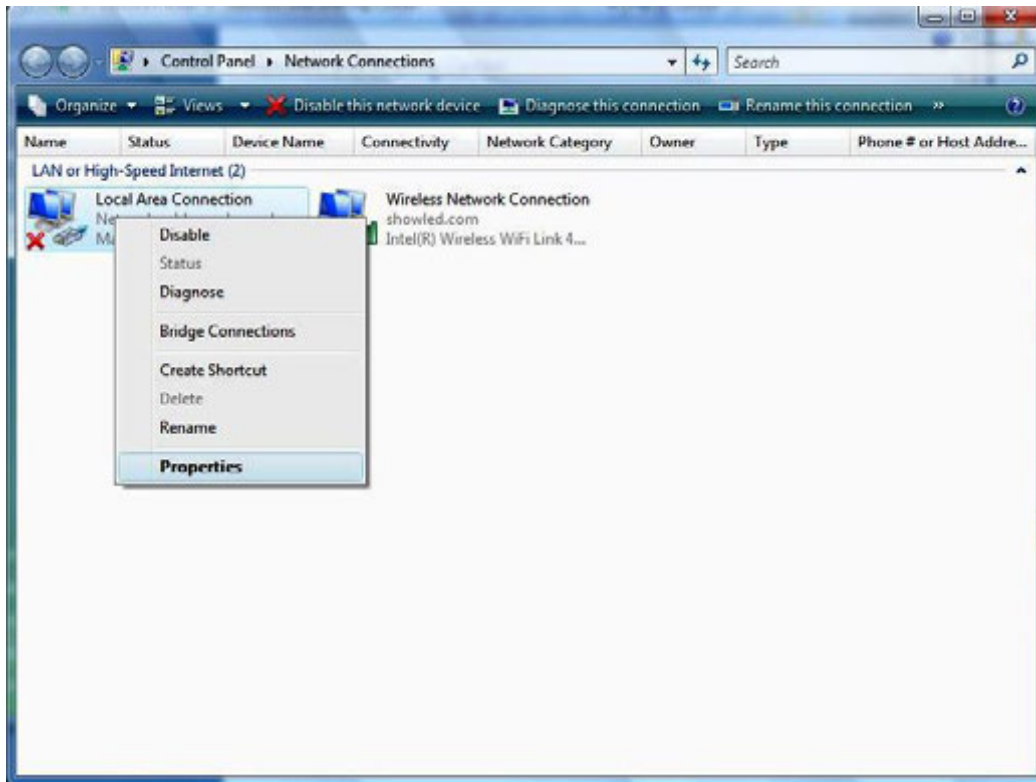 Control Panel Network Connections
Search
Organize Views Disable this network device Diagnose this connection Rename this connection »
Name Status Device Name Connectivity Network Category Owner Type Phone # or Host Addre...
LAN or High-Speed Internet (2)
Local Area Connection
Wireless Network Connection
showled.com
Intel(R) Wireless WiFi Link 4...
Disable
Status
Diagnose
Bridge Connections
Create Shortcut
Delete
Rename
Properties